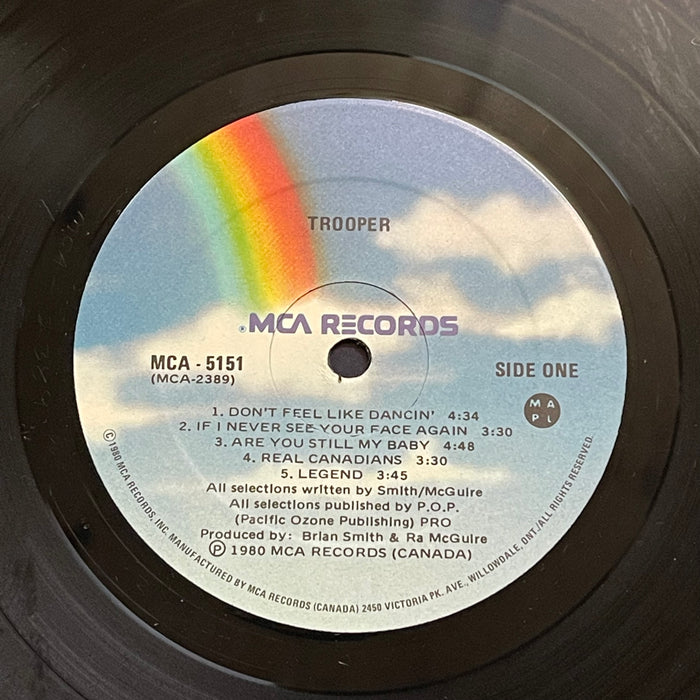 TROOPER
® MCA RECORDS
MCA - 5151
(MCA-2389)
SIDE ONE
M A
P L
1. DON'T FEEL LIKE DANCIN' 4:34
2. IF I NEVER SEE YOUR FACE AGAIN 3:30
3. ARE YOU STILL MY BABY 4:48
4. REAL CANADIANS 3:30
5. LEGEND 3:45
All selections written by Smith/McGuire
All selections published by P.O.P.
(Pacific Ozone Publishing) PRO
Produced by: Brian Smith & Ra McGuire
Ⓟ 1980 MCA RECORDS (CANADA)
©1980 MCA RECORDS, INC. MANUFACTURED BY MCA RECORDS (CANADA) 2450 VICTORIA PK. AVE., WILLOWDALE, ONT./ALL RIGHTS RESERVED.